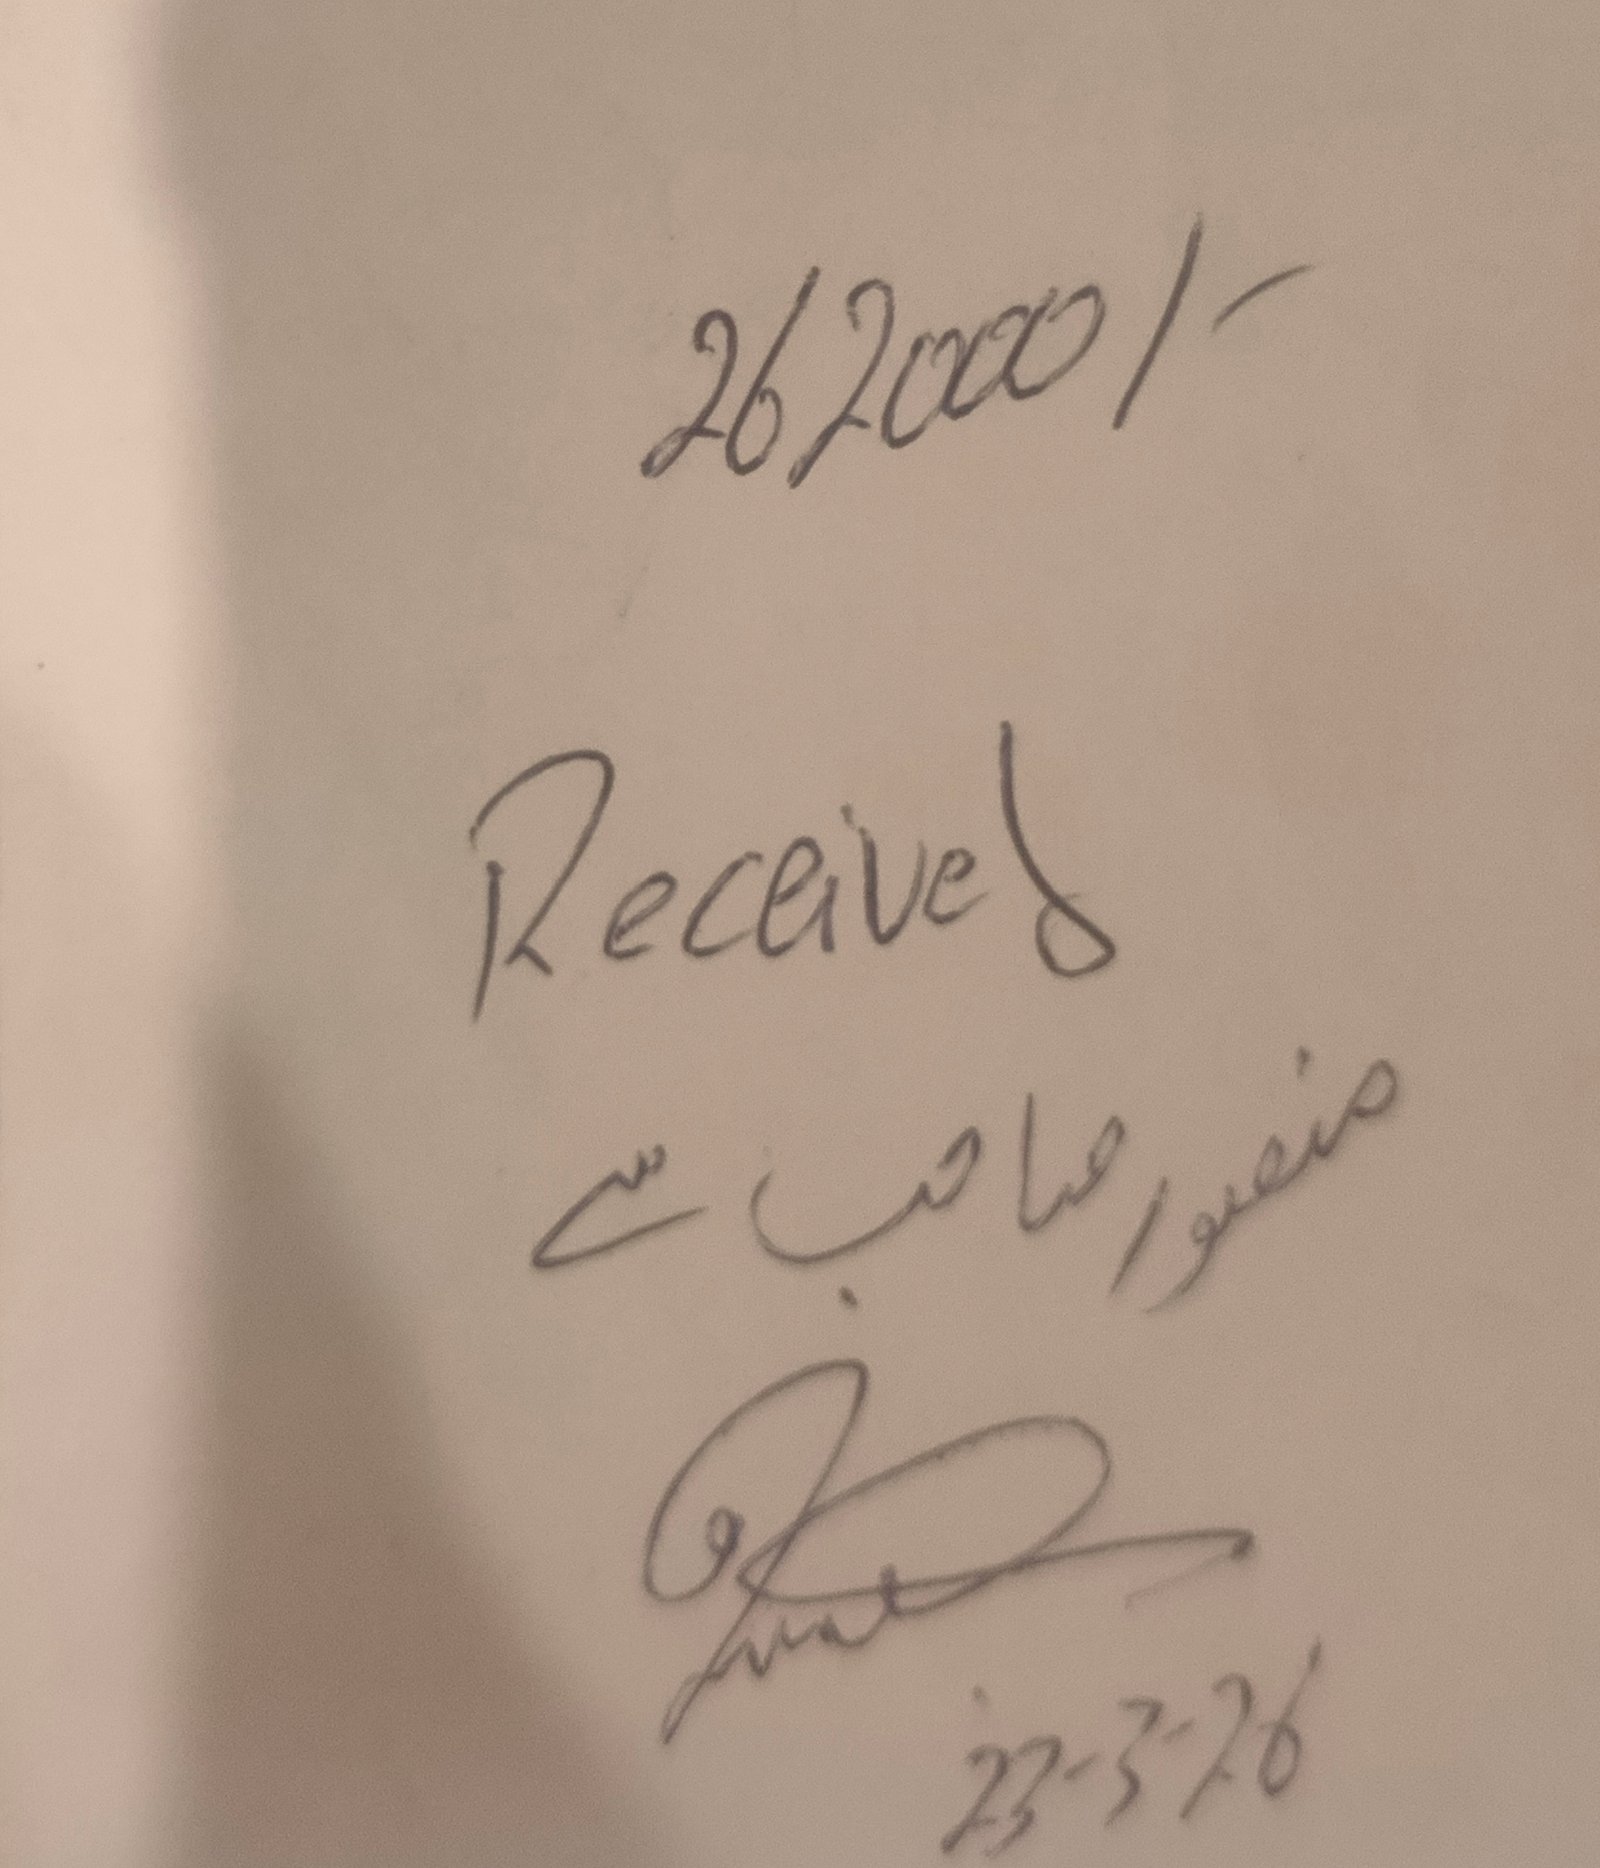 262000/-
Received
منصور صاحب سے
23-3-26